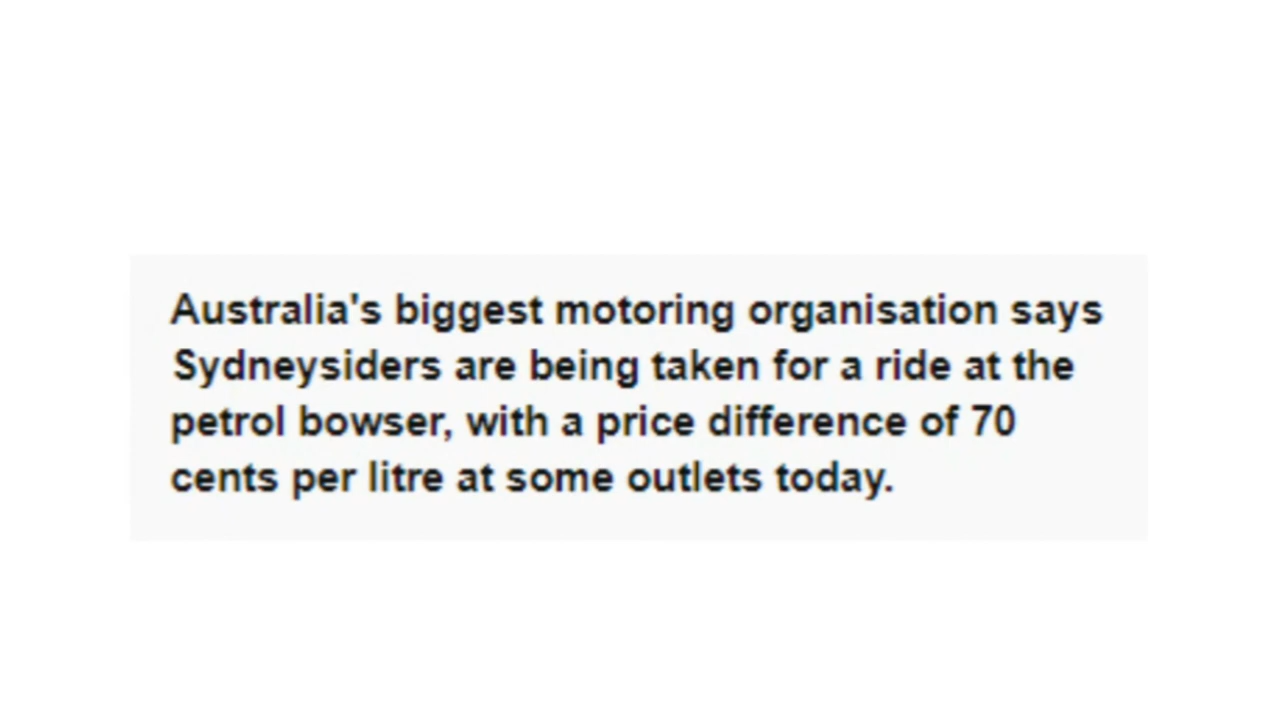 Australia's biggest motoring organisation says
Sydneysiders are being taken for a ride at the
petrol bowser, with a price difference of 70
cents per litre at some outlets today.